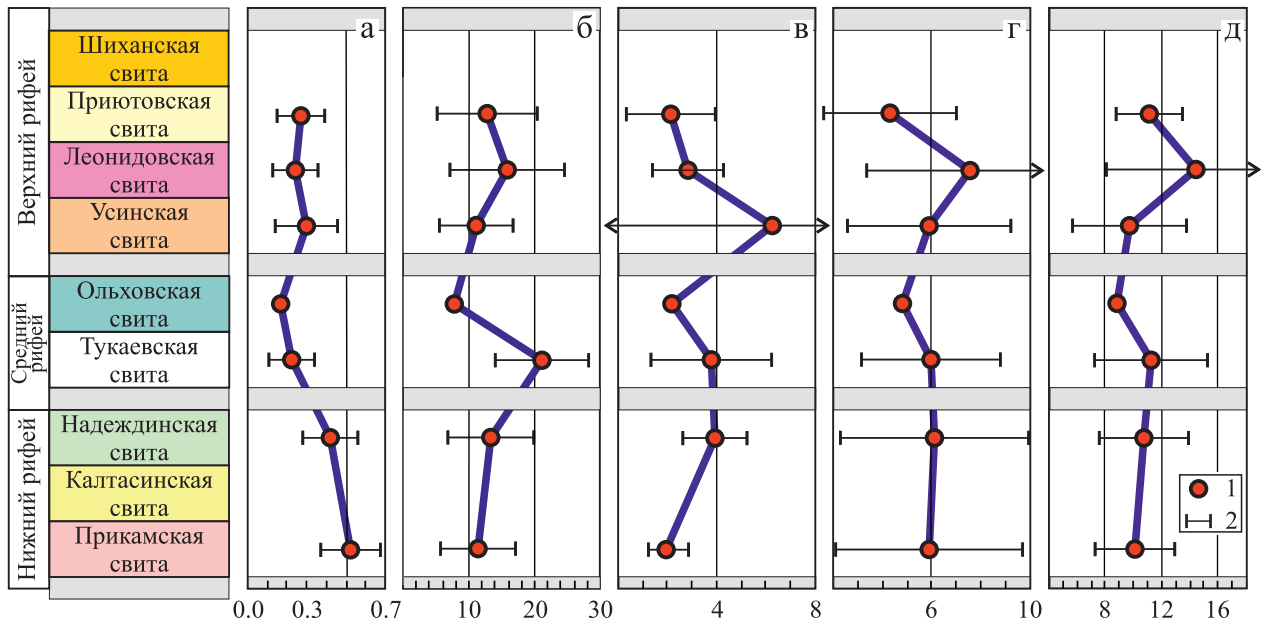 а
б
в
г
д
Верхний рифей
Шиханская
свита
Приютовская
свита
Леонидовская
свита
Усинская
свита
Средний
рифей
Ольховская
свита
Тукаевская
свита
Нижний рифей
Надеждинская
свита
Калтасинская
свита
Прикамская
свита
1
2
0.0 0.3 0.7 10 20 30 4 8 6 10 8 12 16